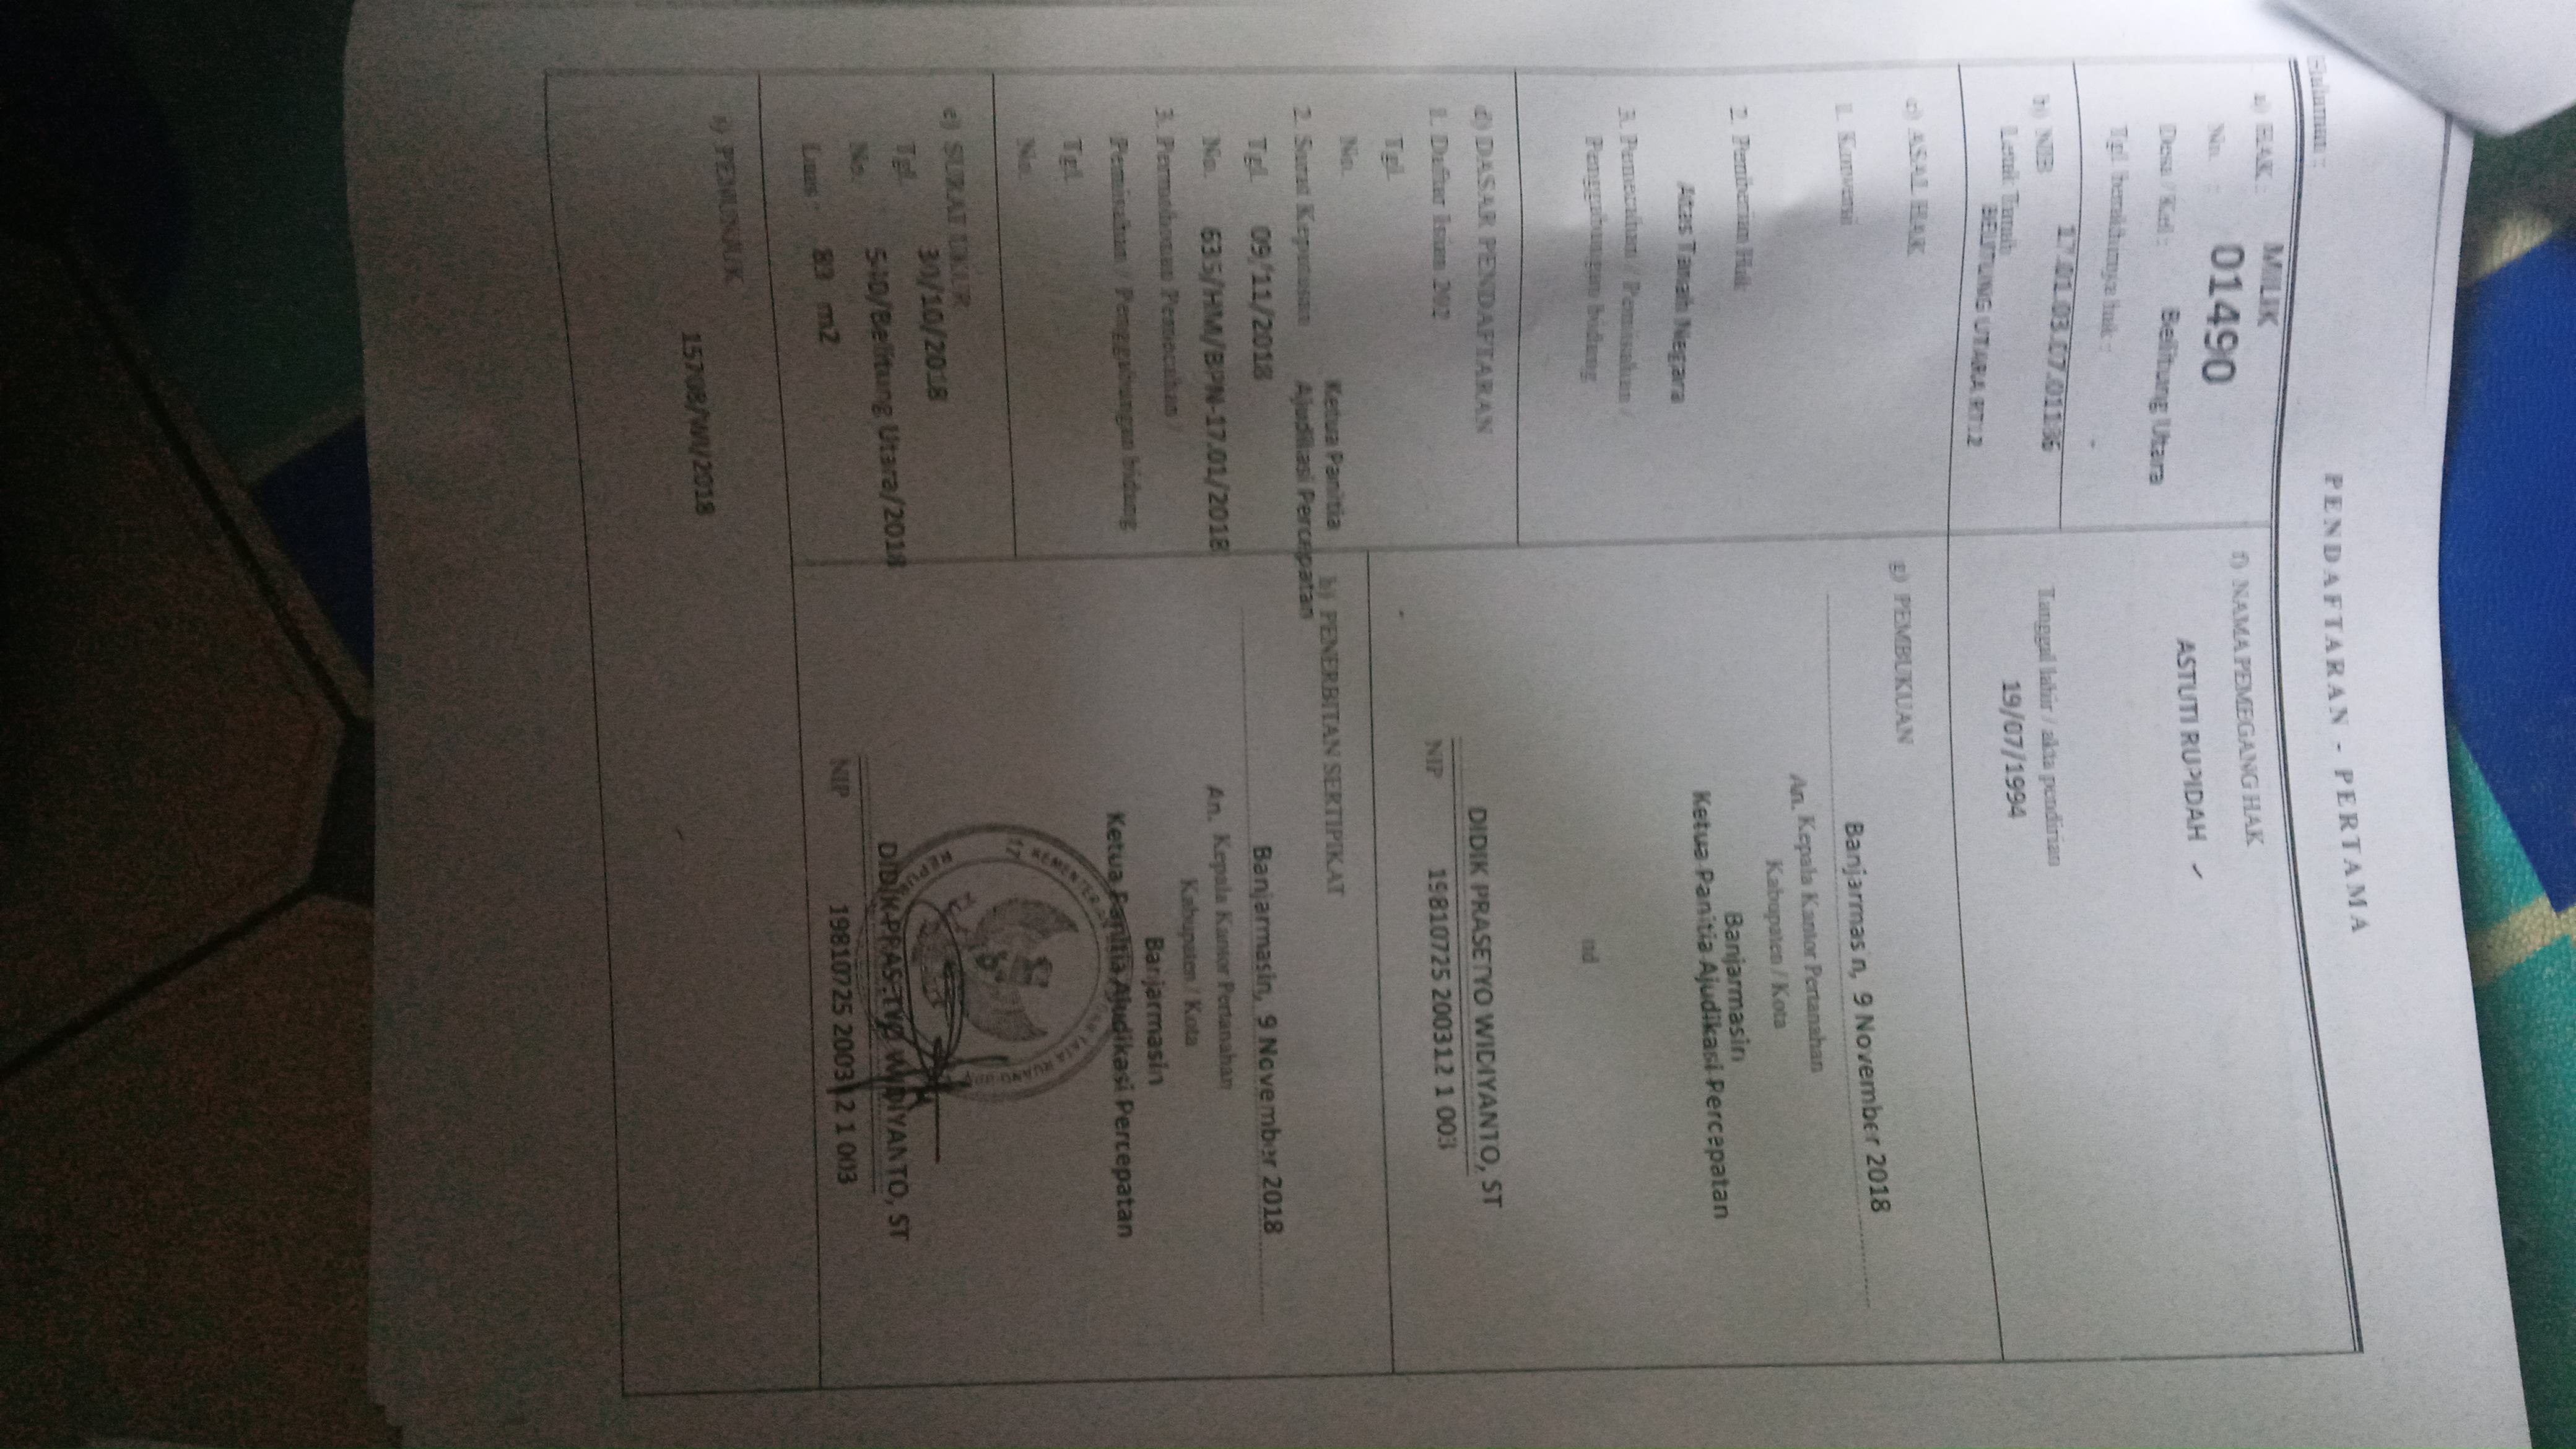 Halaman :
PENDAFTARAN - PERTAMA
a) HAK : MILIK
No. : 01490
Desa / Kel : Belitung Utara
Tgl. berakhirnya hak : -
b) NIB 17.01.03.07.01136
Letak Tanah
BELITUNG UTARA RT.12
c) ASAL HAK
1. Konversi
2. Pemberian Hak
Atas Tanah Negara
3. Pemecahan / Pemisahan /
Penggabungan bidang
d) DASAR PENDAFTARAN
1. Daftar Isian 202
Tgl.
No.
2. Surat Keputusan Ketua Panitia
Ajudikasi Percepatan
Tgl. 09/11/2018
No. 635/HM/BPN-17.01/2018
3. Permohonan Pemecahan /
Pemisahan / Penggabungan bidang
Tgl.
No.
e) SURAT UKUR
Tgl. 30/10/2018
No. 540/Belitung Utara/2018
Luas : 83 m2
f) NAMA PEMEGANG HAK
ASTUTI RUPIDAH
Tanggal lahir / akta pendirian
19/07/1994
g) PEMBUKUAN
Banjarmas n, 9 November 2018
An. Kepala Kantor Pertanahan
Kabupaten / Kota
Banjarmasin
Ketua Panitia Ajudikasi Percepatan
ttd
DIDIK PRASETYO WIDIYANTO, ST
NIP 19810725 200312 1 003
h) PENERBITAN SERTIPIKAT
Banjarmasin, 9 November 2018
An. Kepala Kantor Pertanahan
Kabupaten / Kota
Banjarmasin
Ketua Panitia Ajudikasi Percepatan
DIDIK PRASETYO WIDIYANTO, ST
NIP 19810725 200312 1 003
i) PENUNJUK
15708/WI/2018